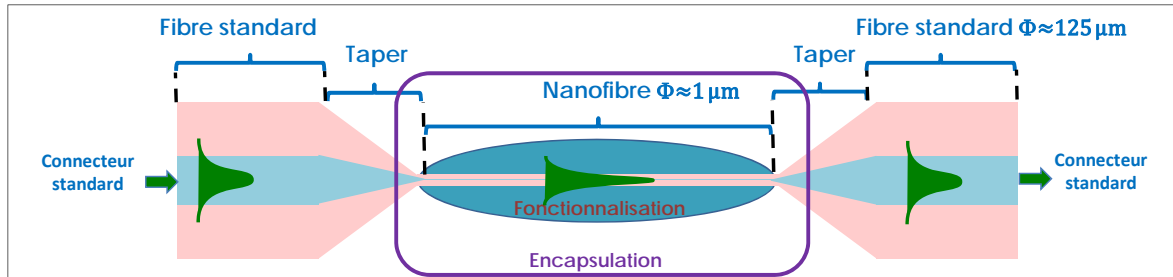 Fibre standard
Taper
Nanofibre Φ≈1 μm
Taper
Fibre standard Φ≈125 μm
Connecteur
standard
Connecteur
standard
Fonctionnalisation
Encapsulation